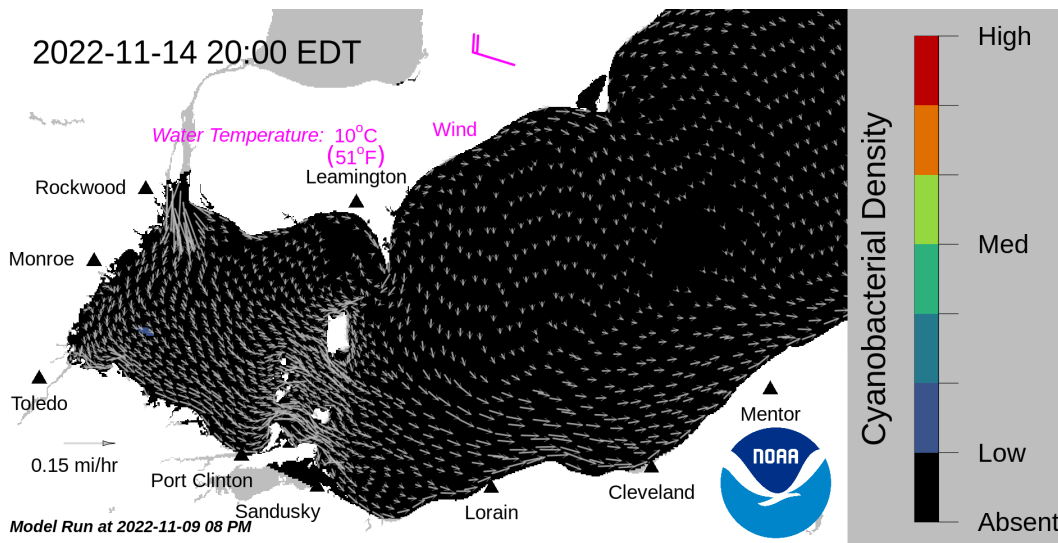 2022-11-14 20:00 EDT
Water Temperature: 10°C
(51°F)
Wind
Leamington
Rockwood
Monroe
Toledo
0.15 mi/hr
Port Clinton
Sandusky
Lorain
Cleveland
Mentor
NOAA
Model Run at 2022-11-09 08 PM
Cyanobacterial Density
High
Med
Low
Absent